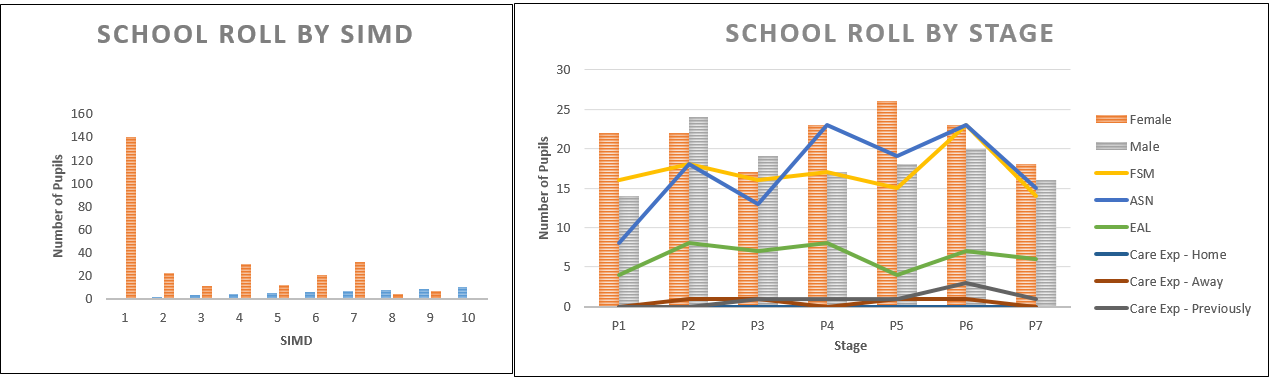 SCHOOL ROLL BY SIMD
160
140
120
100
80
60
40
20
0
Number of Pupils
1 2 3 4 5 6 7 8 9 10
SIMD
SCHOOL ROLL BY STAGE
30
25
20
15
10
5
0
Number of Pupils
P1 P2 P3 P4 P5 P6 P7
Stage
Female
Male
FSM
ASN
EAL
Care Exp - Home
Care Exp - Away
Care Exp - Previously